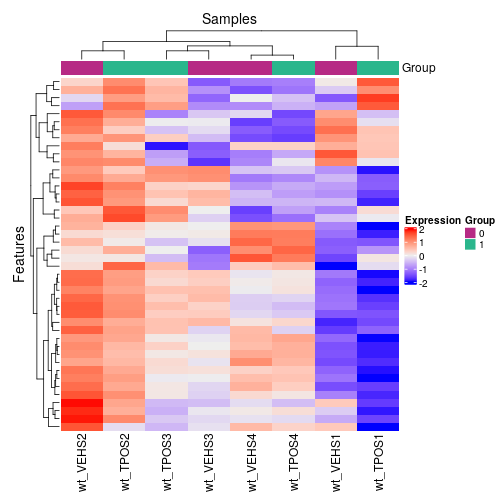 Samples
Group
Features
Expression Group
2
1
0
-1
-2
0
1
wt_VEHS2
wt_TPOS2
wt_TPOS3
wt_VEHS3
wt_VEHS4
wt_TPOS4
wt_VEHS1
wt_TPOS1